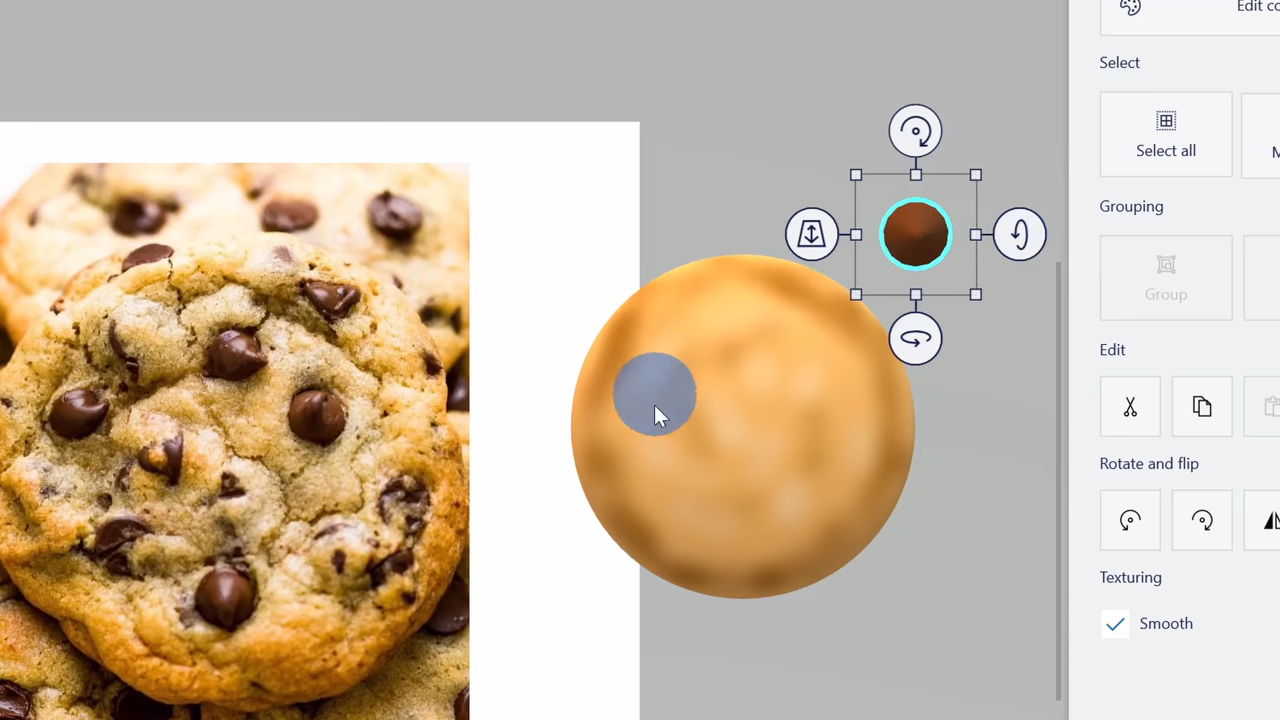 Edit co
Select
Select all
M
Grouping
Group
Edit
Rotate and flip
Texturing
Smooth